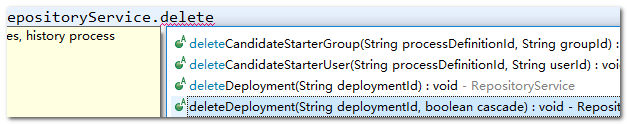 epositoryService.delete
es, history process
deleteCandidateStarterGroup(String processDefinitionId, String groupId) :
deleteCandidateStarterUser(String processDefinitionId, String userId) : voi
deleteDeployment(String deploymentId) : void - RepositoryService
deleteDeployment(String deploymentId, boolean cascade) : void - Reposit